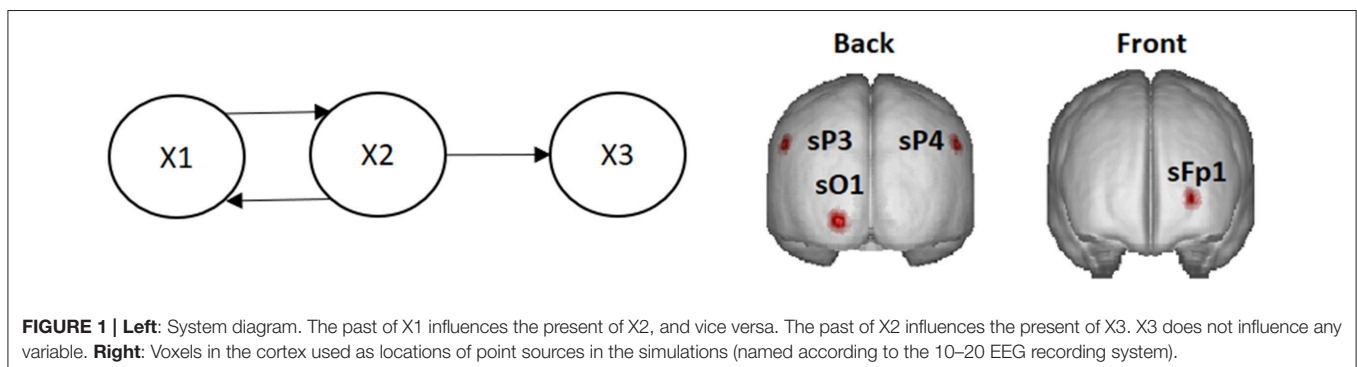 X1
X2
X3
Back
Front
sP3
sP4
sO1
sFp1
FIGURE 1 | Left: System diagram. The past of X1 influences the present of X2, and vice versa. The past of X2 influences the present of X3. X3 does not influence any
variable. Right: Voxels in the cortex used as locations of point sources in the simulations (named according to the 10–20 EEG recording system).